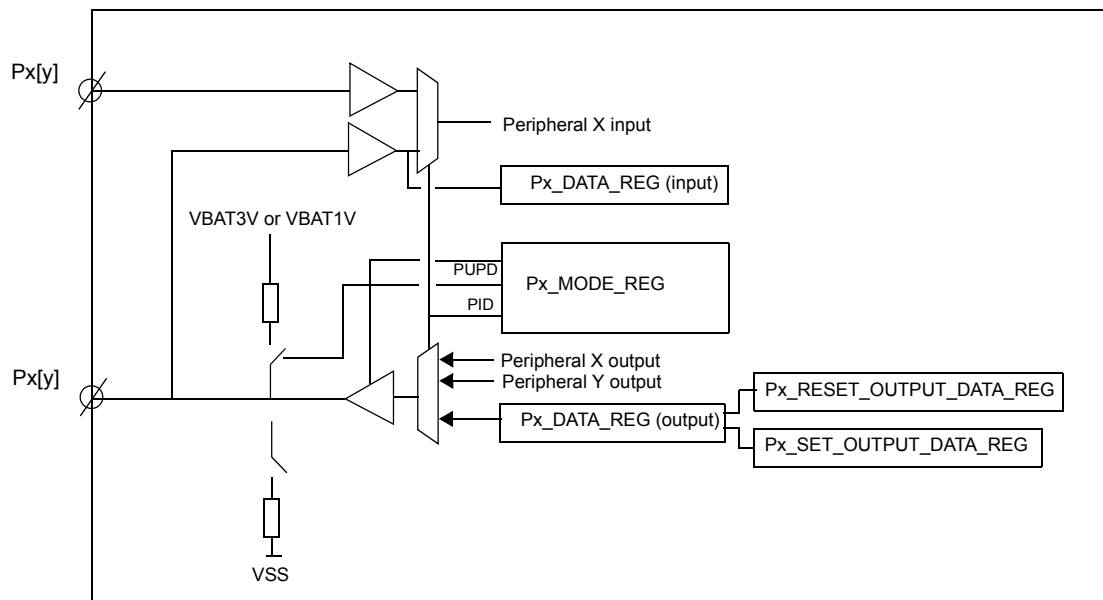 Px[y]
Peripheral X input
Px_DATA_REG (input)
VBAT3V or VBAT1V
PUPD
Px_MODE_REG
PID
Peripheral X output
Px[y]
Peripheral Y output
Px_RESET_OUTPUT_DATA_REG
Px_DATA_REG (output)
Px_SET_OUTPUT_DATA_REG
VSS